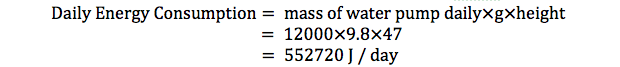 Daily Energy Consumption = mass of water pump daily×g×height
= 12000×9.8×47
= 552720 J / day